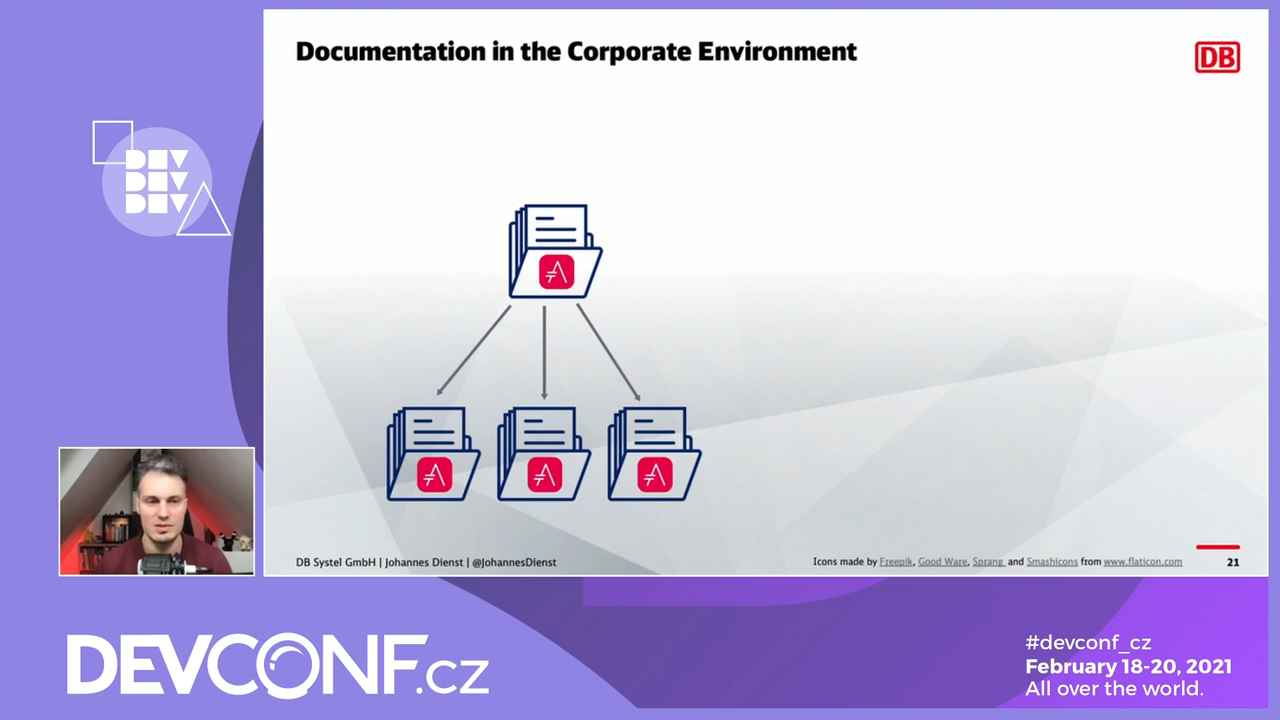 Documentation in the Corporate Environment
DB
DEV
DEV
DEV
DB Systel GmbH | Johannes Dienst | @JohannesDienst
Icons made by Freepik, Good Ware, Sprang and Smashicons from www.flaticon.com
21
DEVCONF.cz
#devconf_cz
February 18-20, 2021
All over the world.